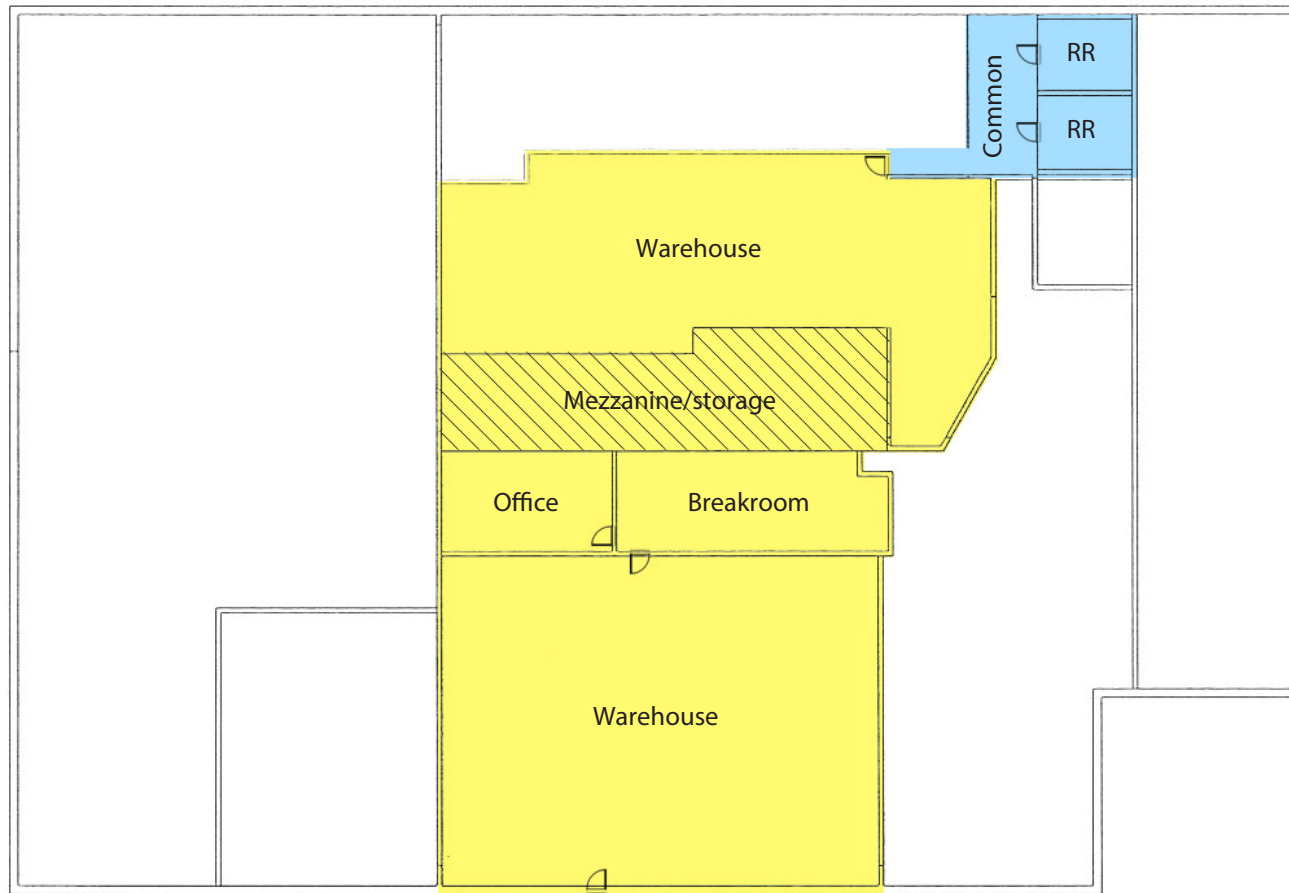 RR
Common
RR
Warehouse
Mezzanine/storage
Office
Breakroom
Warehouse